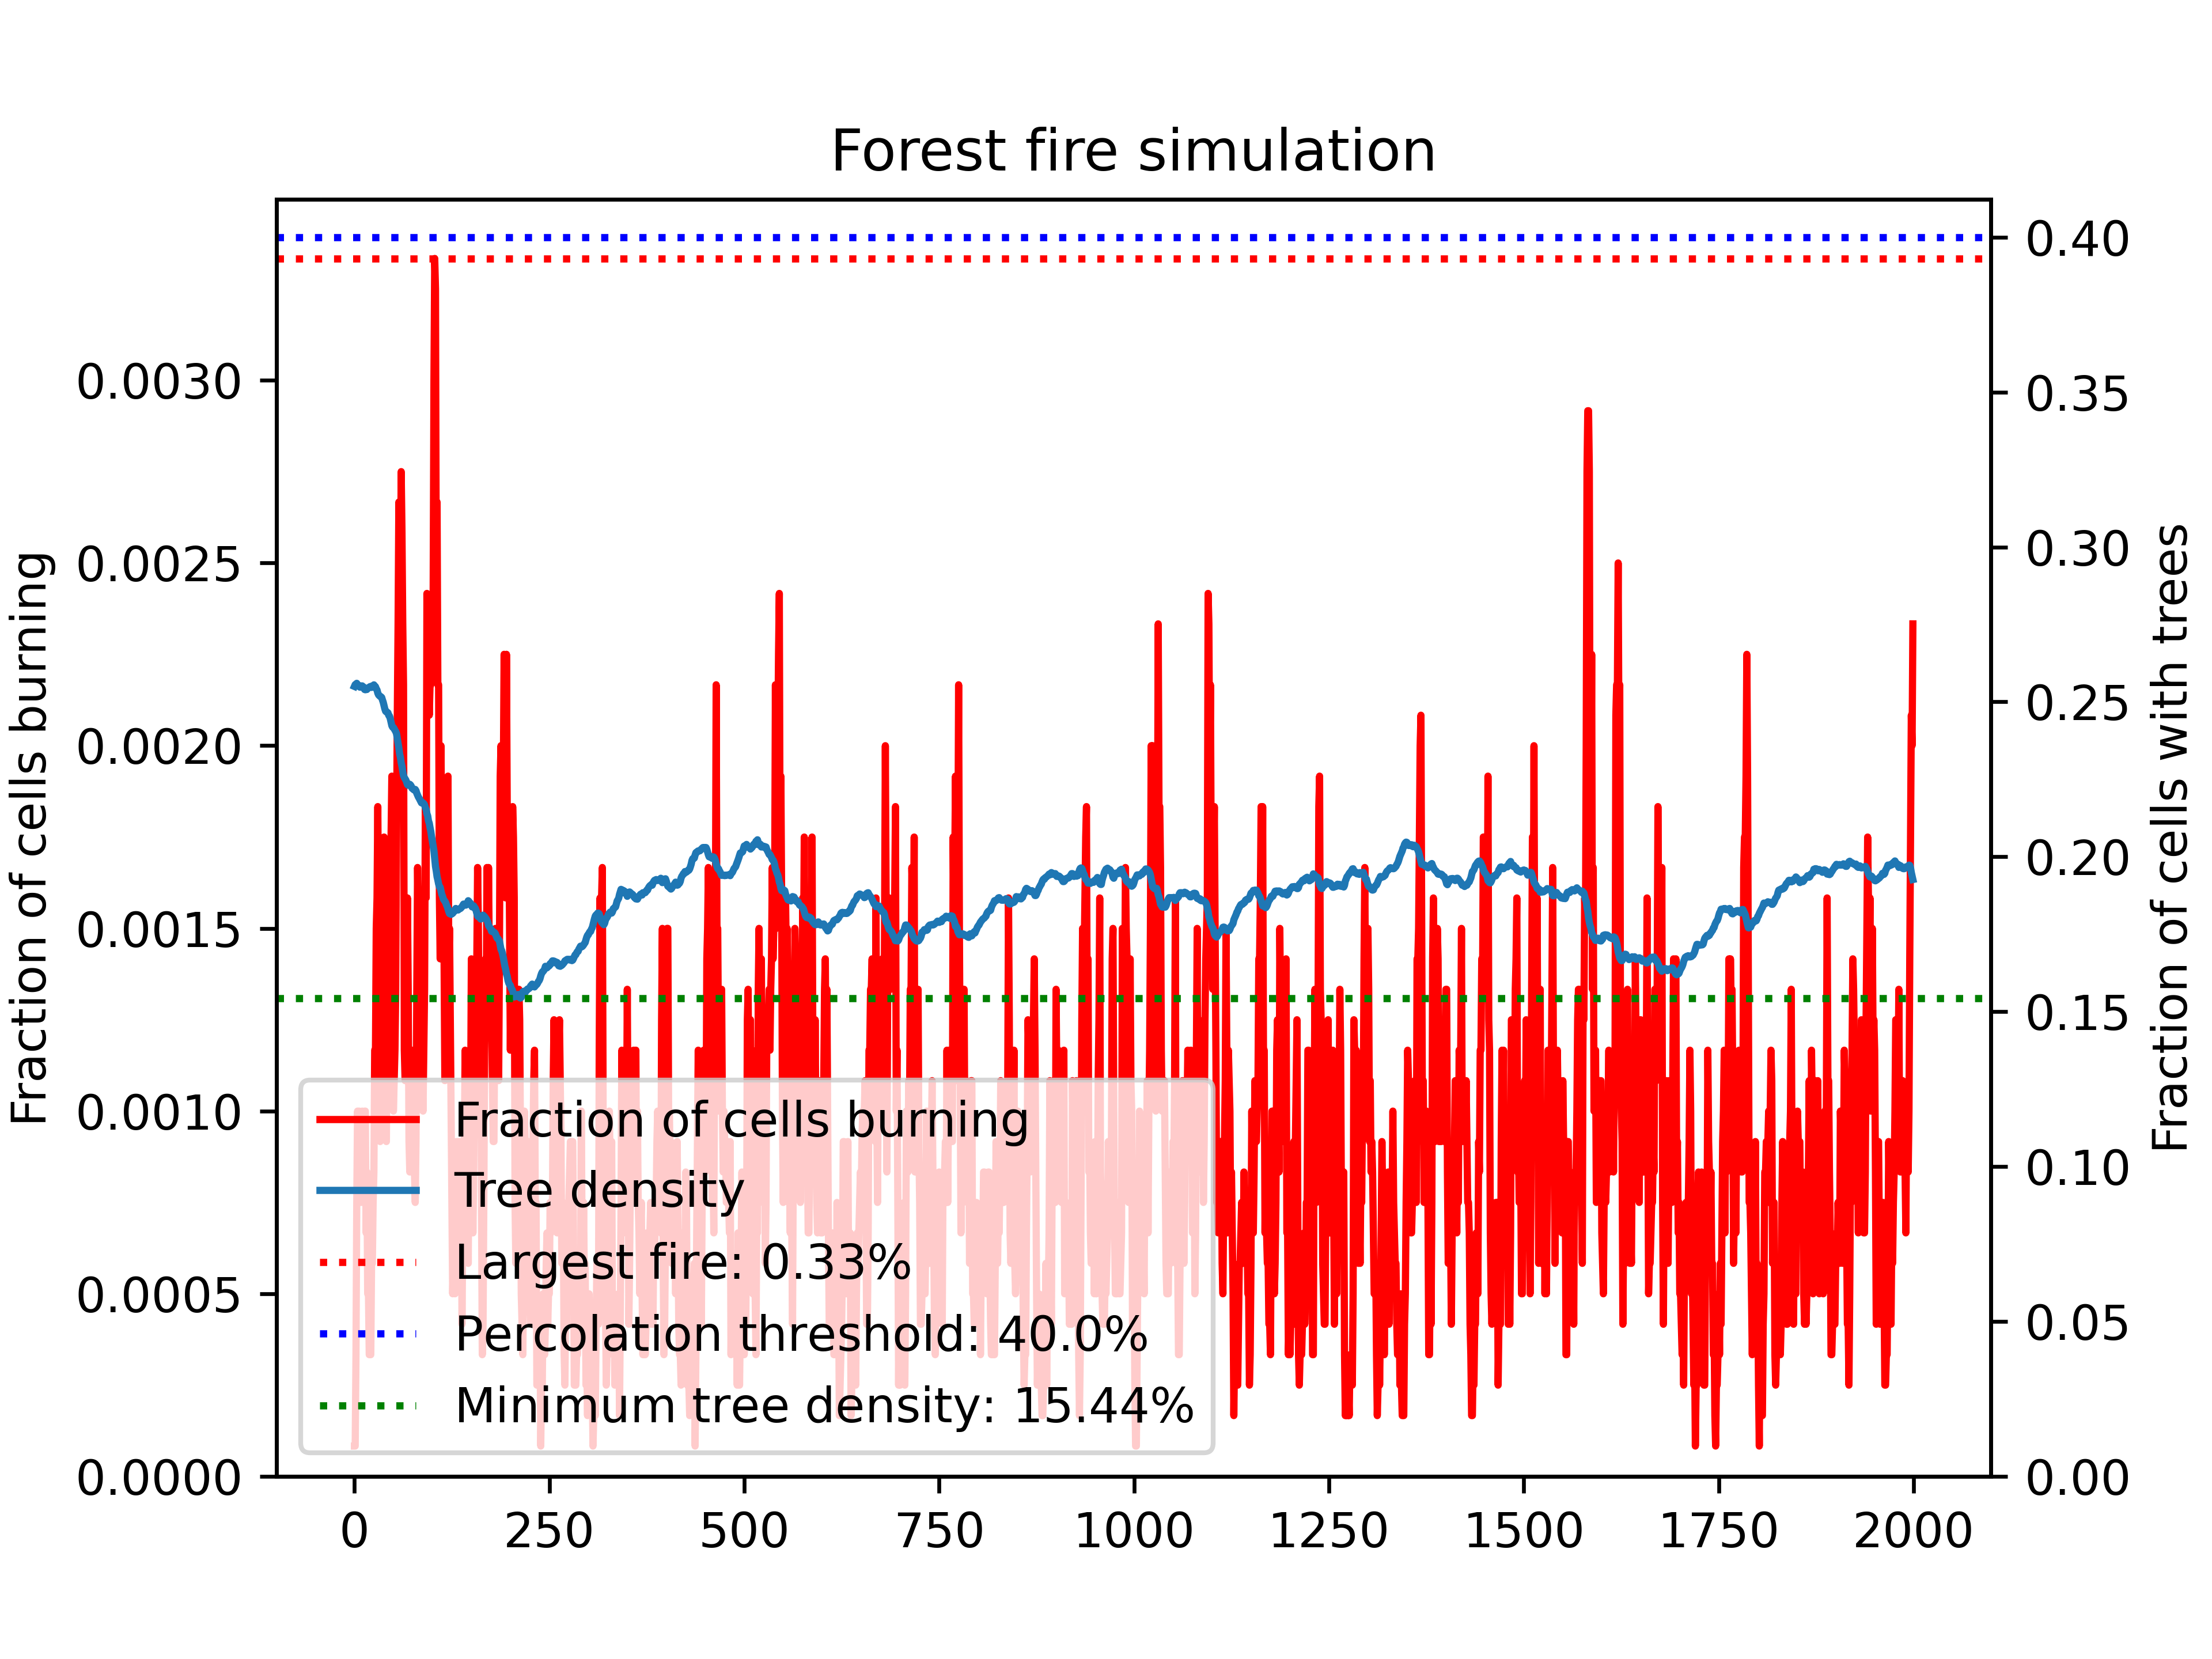 Forest fire simulation
0.0030
0.0025
0.0020
0.0015
0.0010
0.0005
0.0000
Fraction of cells burning
0.40
0.35
0.30
0.25
0.20
0.15
0.10
0.05
0.00
Fraction of cells with trees
Fraction of cells burning
Tree density
Largest fire: 0.33%
Percolation threshold: 40.0%
Minimum tree density: 15.44%
0 250 500 750 1000 1250 1500 1750 2000